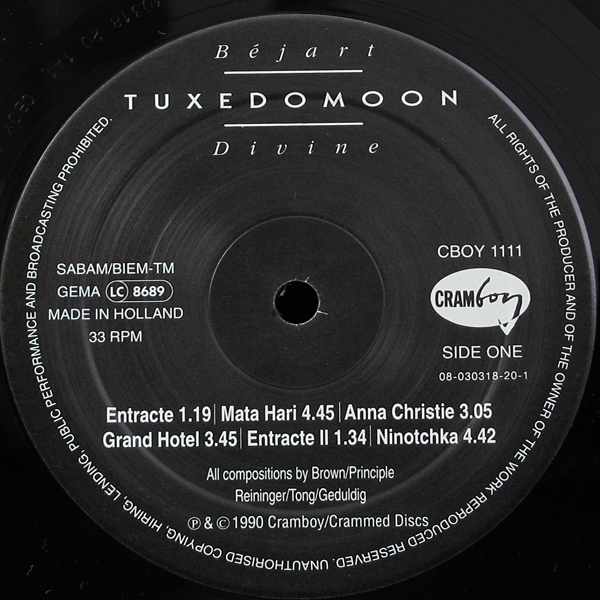 Béjart
TUXEDOMOON
Divine
ALL RIGHTS OF THE PRODUCER AND OF THE OWNER OF THE WORK REPRODUCED RESERVED. UNAUTHORISED COPYING, HIRING, LENDING, PUBLIC PERFORMANCE AND BROADCASTING PROHIBITED.
SABAM/BIEM-TM
GEMA LC 8689
MADE IN HOLLAND
33 RPM
CBOY 1111
CRAMboy
SIDE ONE
08-030318-20-1
Entracte 1.19 | Mata Hari 4.45 | Anna Christie 3.05
Grand Hotel 3.45 | Entracte II 1.34 | Ninotchka 4.42
All compositions by Brown/Principle
Reininger/Tong/Geduldig
℗ & © 1990 Cramboy/Crammed Discs